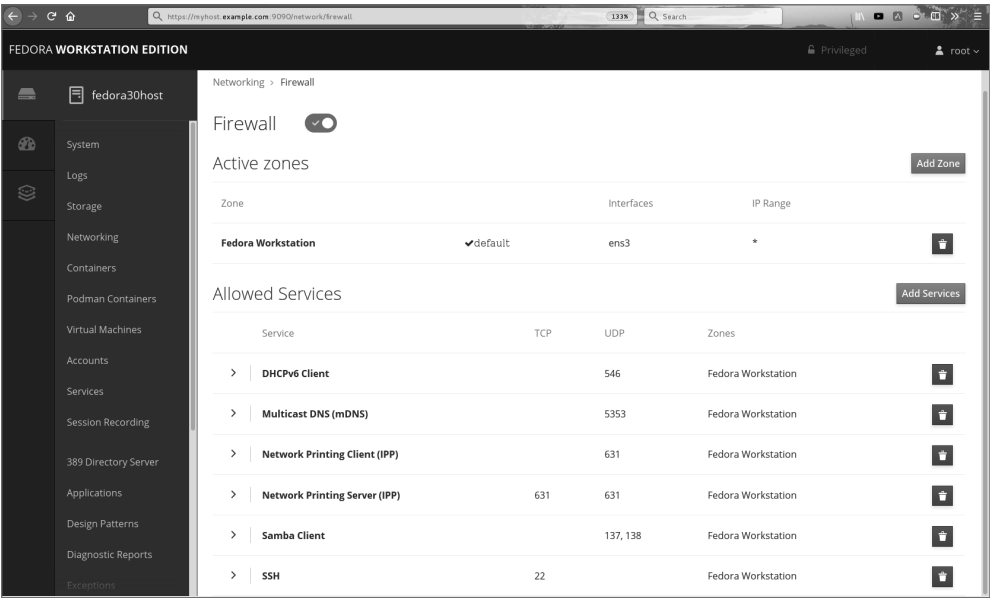 https://myhost.example.com:9090/network/firewall
133%
Search
FEDORA WORKSTATION EDITION
Privileged
root
fedora30host
System
Logs
Storage
Networking
Containers
Podman Containers
Virtual Machines
Accounts
Services
Session Recording
389 Directory Server
Applications
Design Patterns
Diagnostic Reports
Exceptions
Networking > Firewall
Firewall
Active zones
Add Zone
Zone Interfaces IP Range
Fedora Workstation ✔default ens3 *
Allowed Services
Add Services
Service TCP UDP Zones
DHCPv6 Client 546 Fedora Workstation
Multicast DNS (mDNS) 5353 Fedora Workstation
Network Printing Client (IPP) 631 Fedora Workstation
Network Printing Server (IPP) 631 631 Fedora Workstation
Samba Client 137, 138 Fedora Workstation
SSH 22 Fedora Workstation